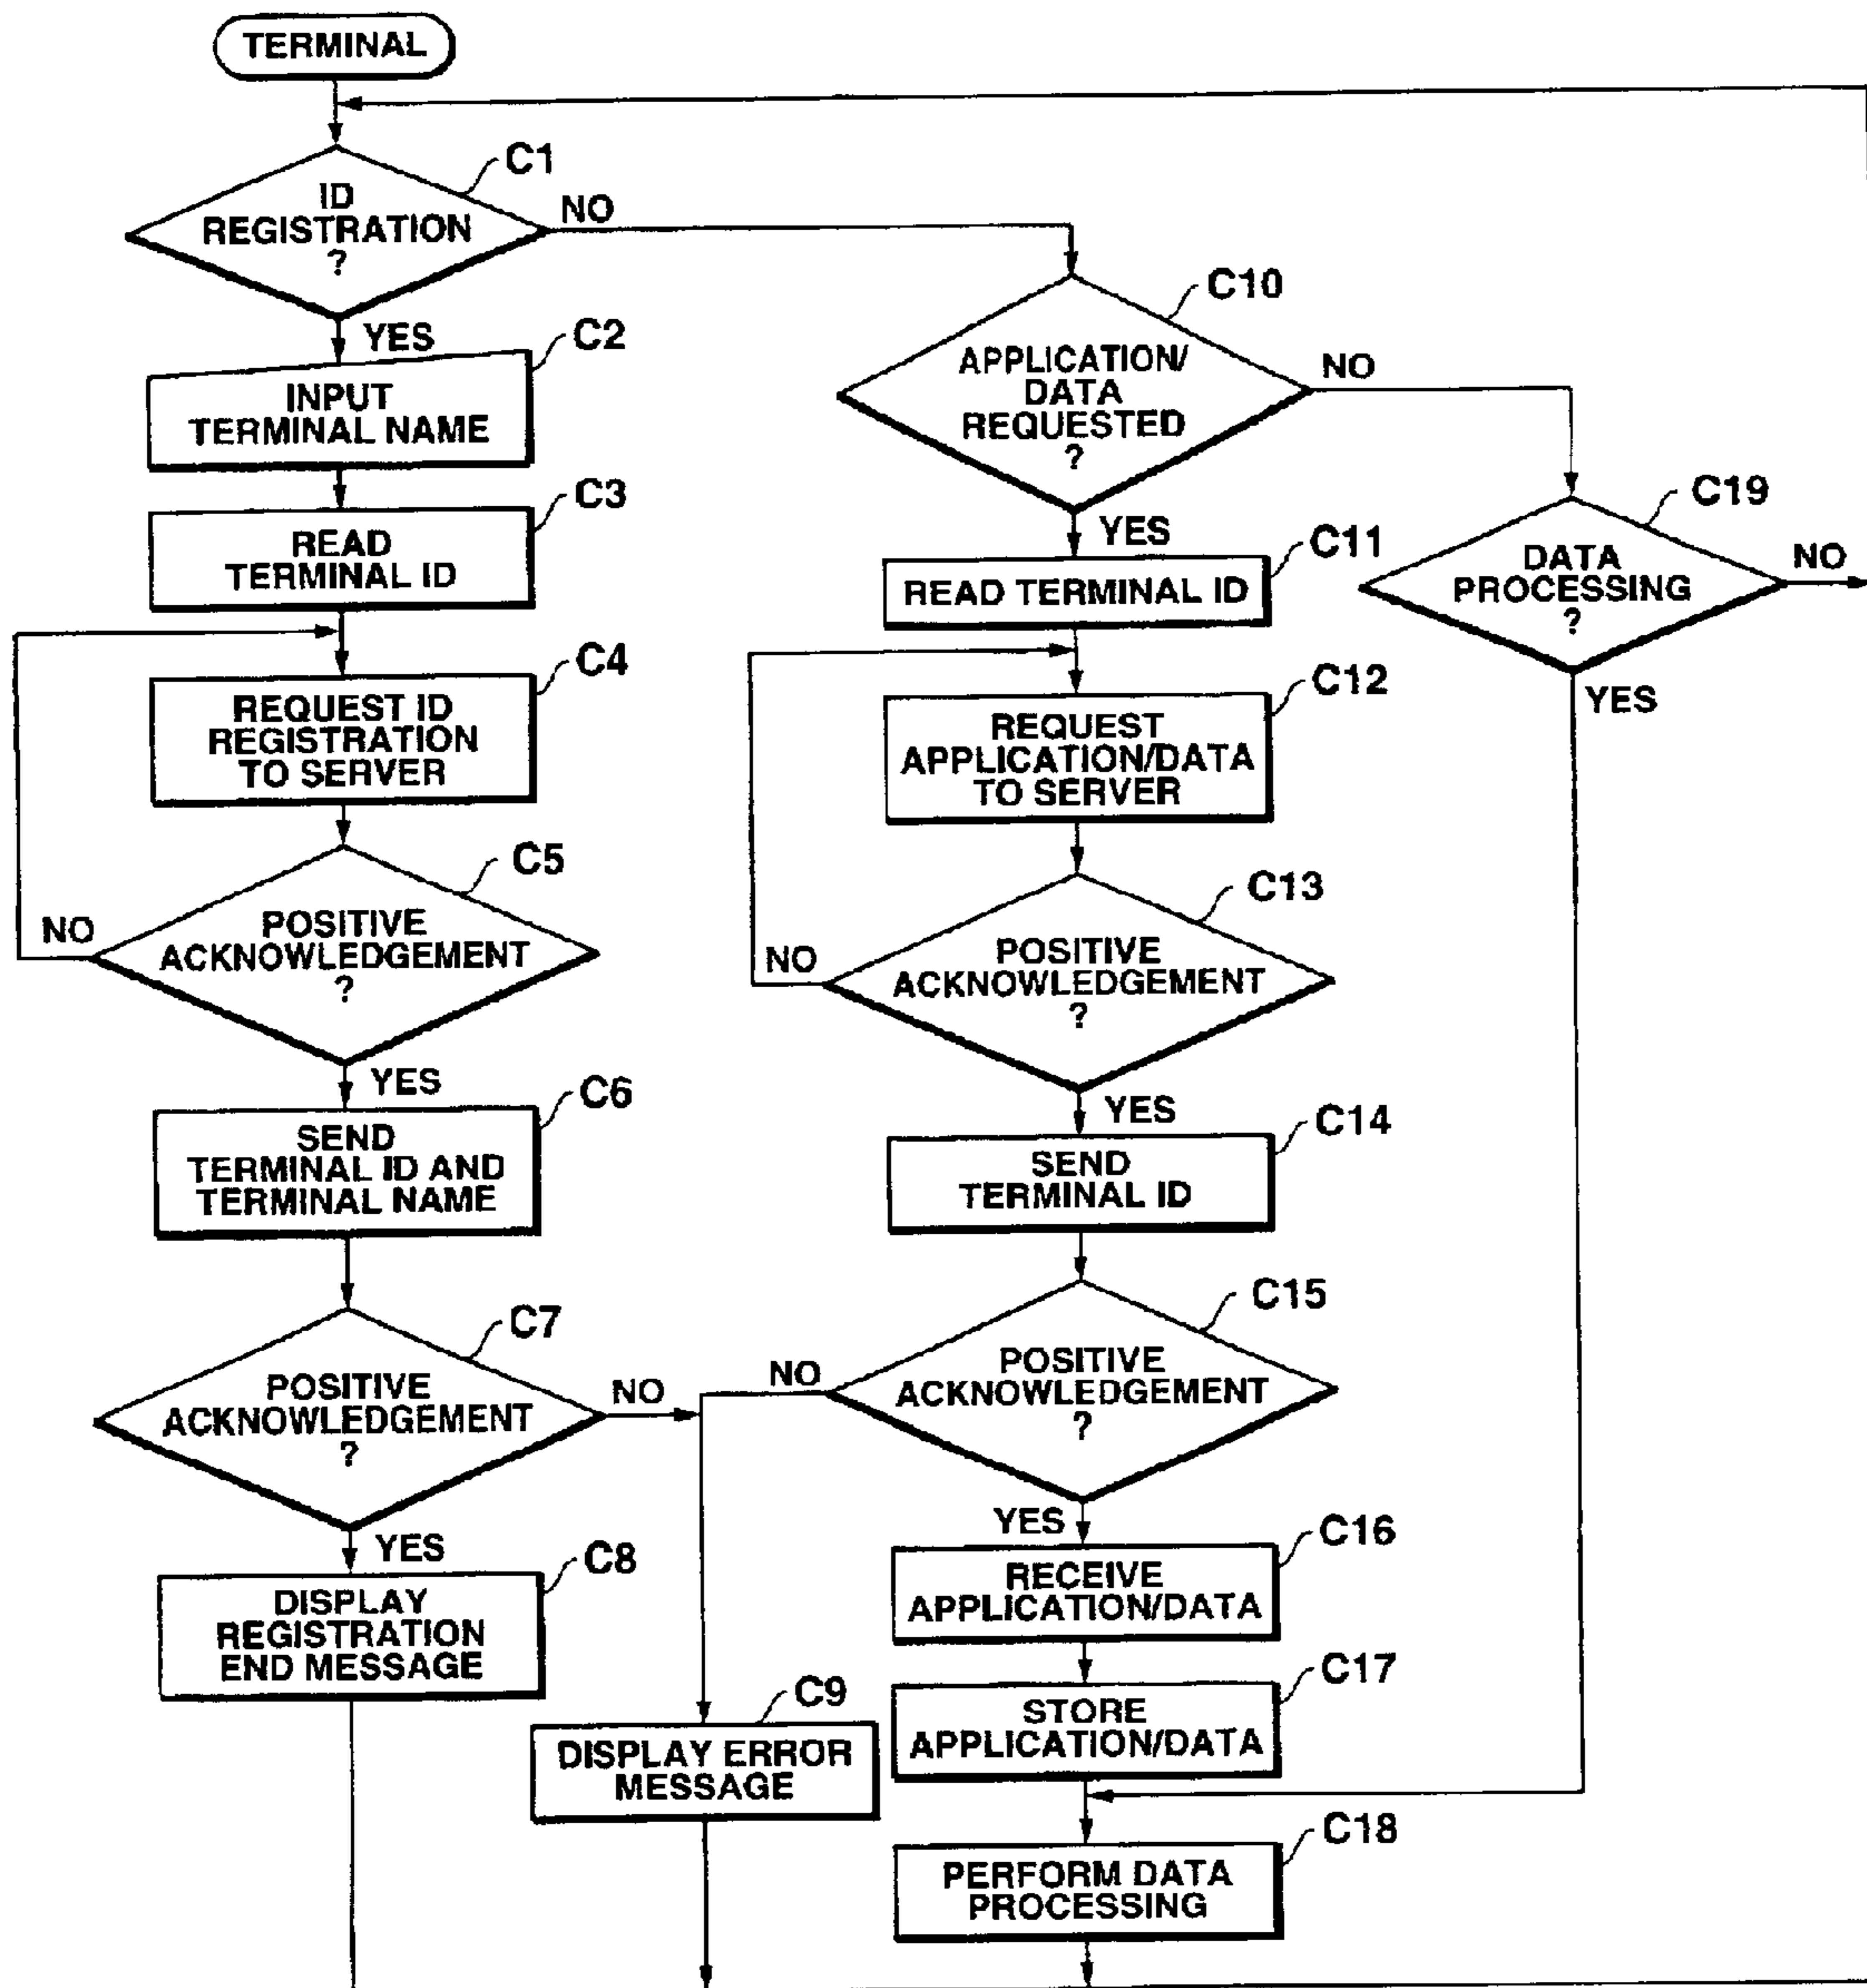 TERMINAL
C1
ID
REGISTRATION
?
NO
YES
C2
INPUT
TERMINAL NAME
C3
READ
TERMINAL ID
C4
REQUEST ID
REGISTRATION
TO SERVER
C5
POSITIVE
ACKNOWLEDGEMENT
?
NO
YES
C6
SEND
TERMINAL ID AND
TERMINAL NAME
C7
POSITIVE
ACKNOWLEDGEMENT
?
NO
YES
C8
DISPLAY
REGISTRATION
END MESSAGE
C9
DISPLAY ERROR
MESSAGE
C10
APPLICATION/
DATA
REQUESTED
?
NO
YES
C11
READ TERMINAL ID
C12
REQUEST
APPLICATION/DATA
TO SERVER
C13
POSITIVE
ACKNOWLEDGEMENT
?
NO
YES
C14
SEND
TERMINAL ID
C15
POSITIVE
ACKNOWLEDGEMENT
?
NO
YES
C16
RECEIVE
APPLICATION/DATA
C17
STORE
APPLICATION/DATA
C18
PERFORM DATA
PROCESSING
C19
DATA
PROCESSING
?
NO
YES